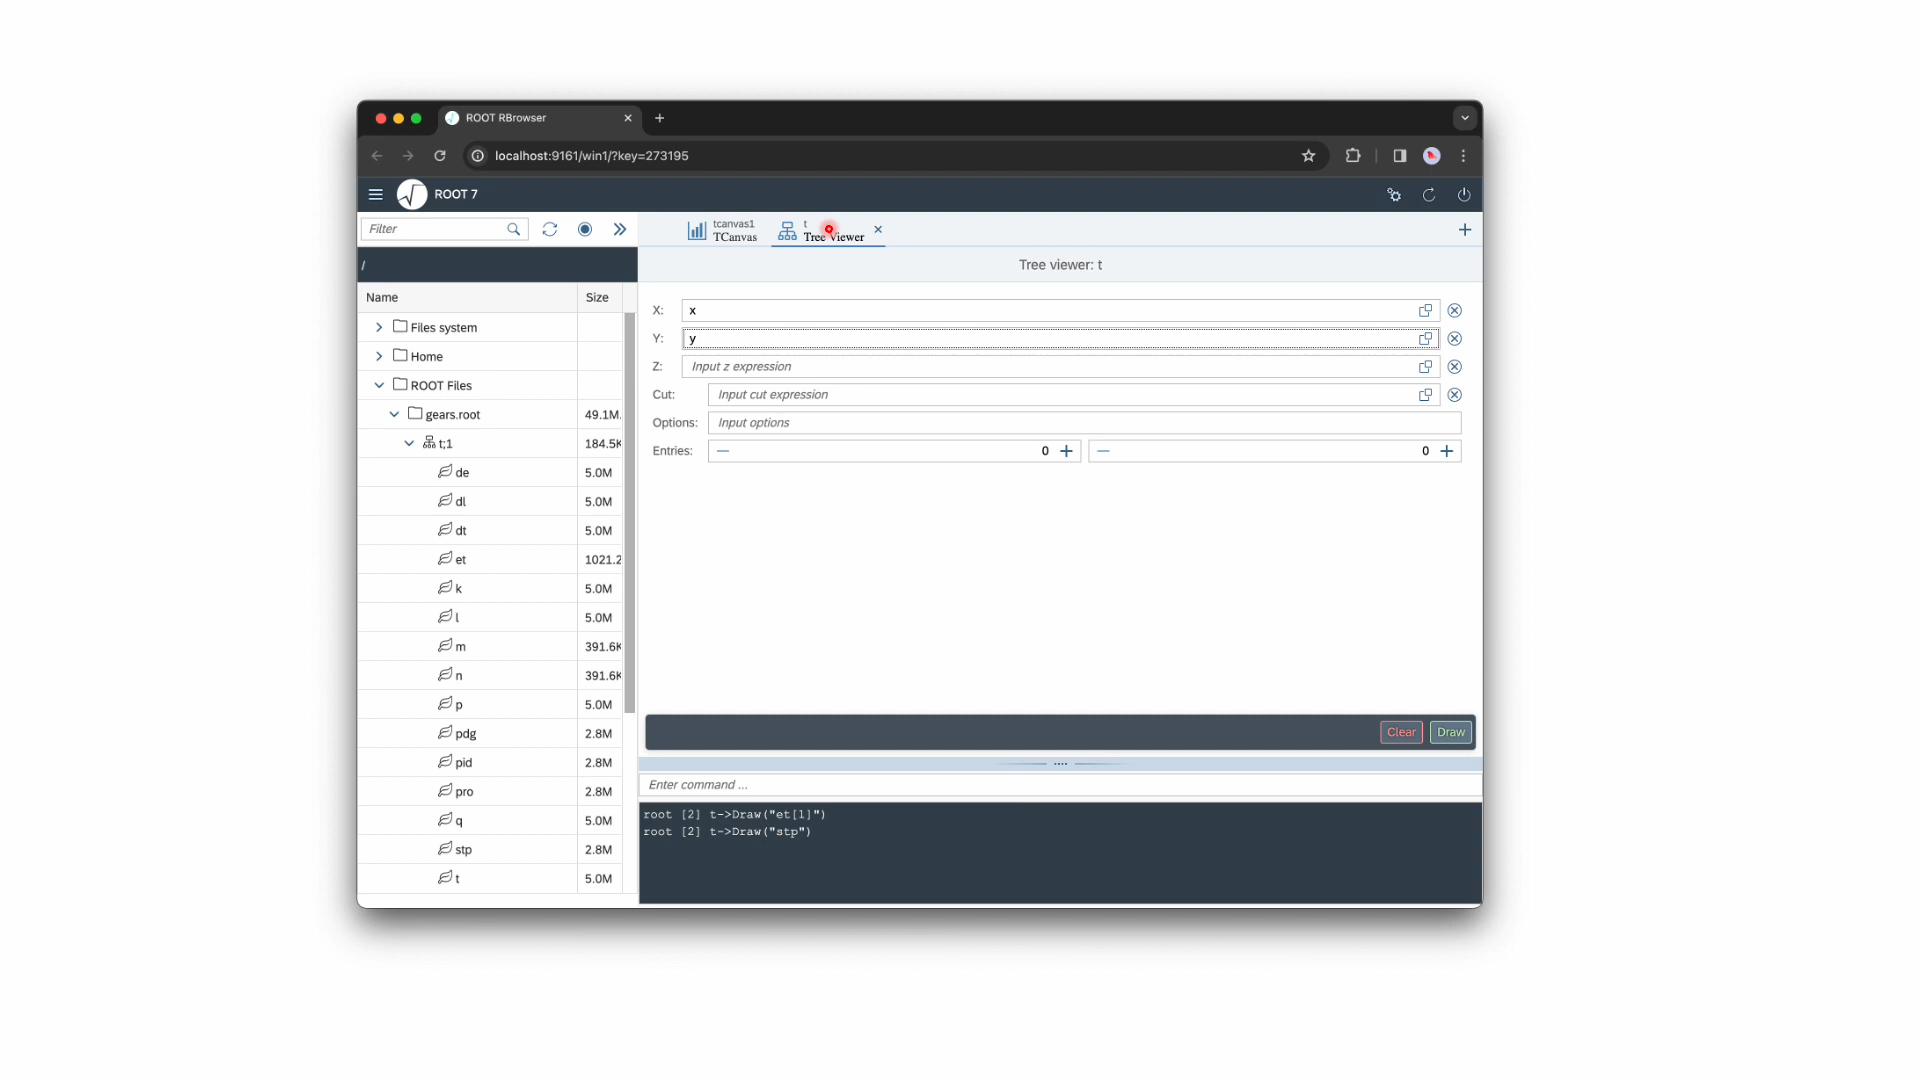 ROOT RBrowser
localhost:9161/win1/?key=273195
ROOT 7
Filter
tcanvas1
TCanvas
t
Tree Viewer
/
Tree viewer: t
Name Size
Files system
Home
ROOT Files
gears.root 49.1M
t;1 184.5K
de 5.0M
dl 5.0M
dt 5.0M
et 1021.2
k 5.0M
l 5.0M
m 391.6K
n 391.6K
p 5.0M
pdg 2.8M
pid 2.8M
pro 2.8M
q 5.0M
stp 2.8M
t 5.0M
X: x
Y: y
Z: Input z expression
Cut: Input cut expression
Options: Input options
Entries: 0 0
Clear Draw
Enter command ...
root [2] t->Draw("et[l]")
root [2] t->Draw("stp")